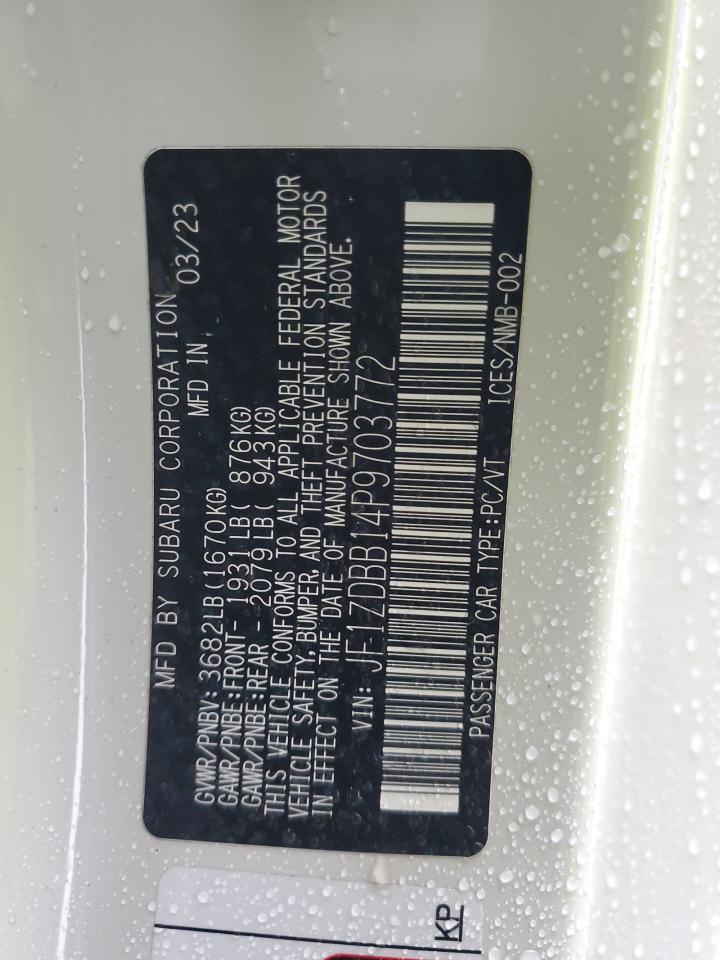 MFD BY SUBARU CORPORATION
MFD IN, 03/23
GVWR/PNBV: 3682LB(1670KG)
GAWR/PNBE:FRONT- 1931LB( 876KG)
GAWR/PNBE:REAR - 2079LB( 943KG)
THIS VEHICLE CONFORMS TO ALL APPLICABLE FEDERAL MOTOR
VEHICLE SAFETY, BUMPER, AND THEFT PREVENTION STANDARDS
IN EFFECT ON THE DATE OF MANUFACTURE SHOWN ABOVE.
VIN: JF1ZDBB14P9703772
PASSENGER CAR TYPE:PC/VT ICES/NMB-002
KP